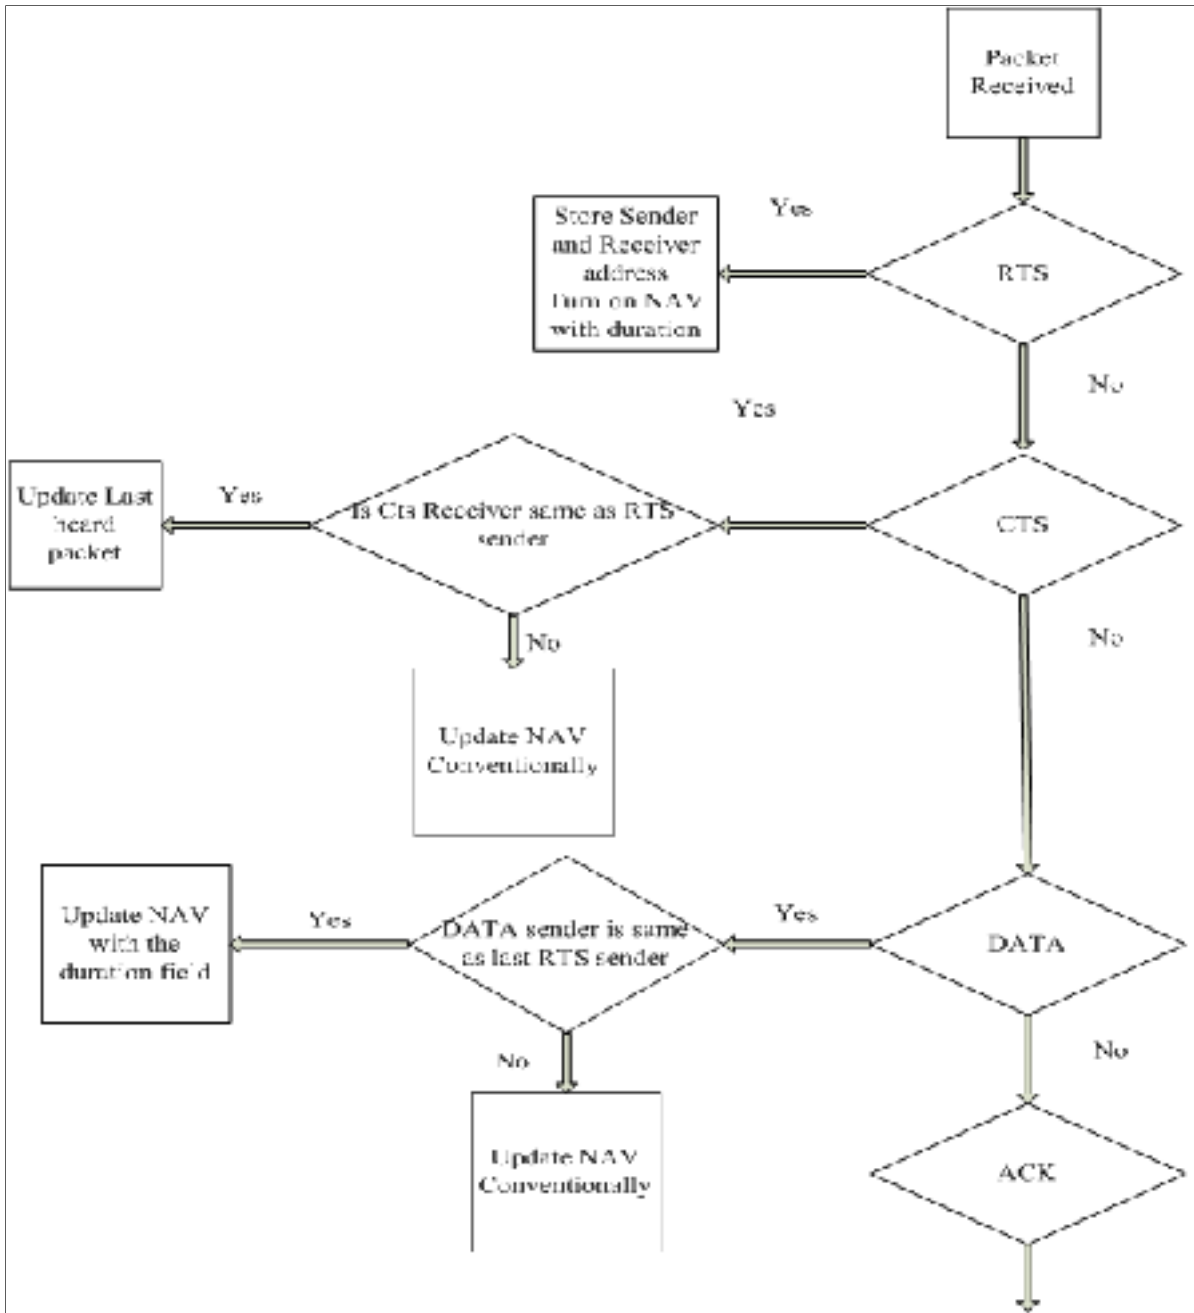 Packet
Received
Yes
Store Sender
and Receiver
address
Turn on NAV
with duration
RTS
No
Yes
Update Last
heard
packet
Yes
Is Cts Receiver same as RTS
sender
CTS
No
No
Update NAV
Conventionally
Update NAV
with the
duration field
Yes
DATA sender is same
as last RTS sender
Yes
DATA
No
No
Update NAV
Conventionally
ACK